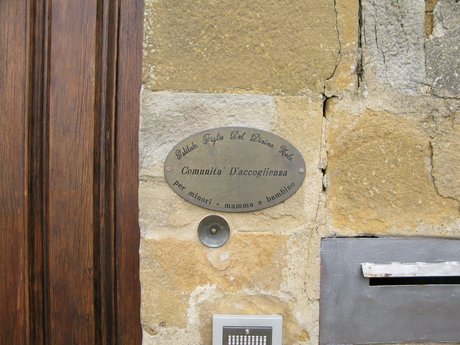 Istituto Figlie Del Divino Zelo
Comunita' D'accoglienza
per minori - mamma e bambino